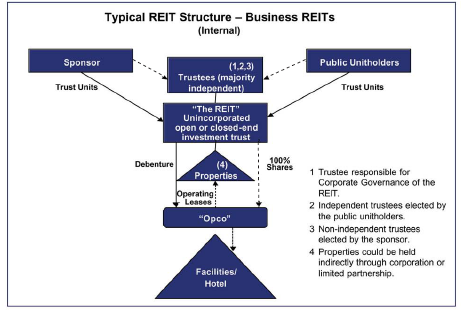 Typical REIT Structure – Business REITs
(Internal)
Sponsor
(1,2,3)
Trustees (majority
independent)
Public Unitholders
Trust Units
Trust Units
"The REIT"
Unincorporated
open or closed-end
investment trust
Debenture
100%
Shares
(4)
Properties
Operating
Leases
"Opco"
Facilities/
Hotel
1 Trustee responsible for
Corporate Governance of the
REIT.
2 Independent trustees elected by
the public unitholders.
3 Non-independent trustees
elected by the sponsor.
4 Properties could be held
indirectly through corporation or
limited partnership.